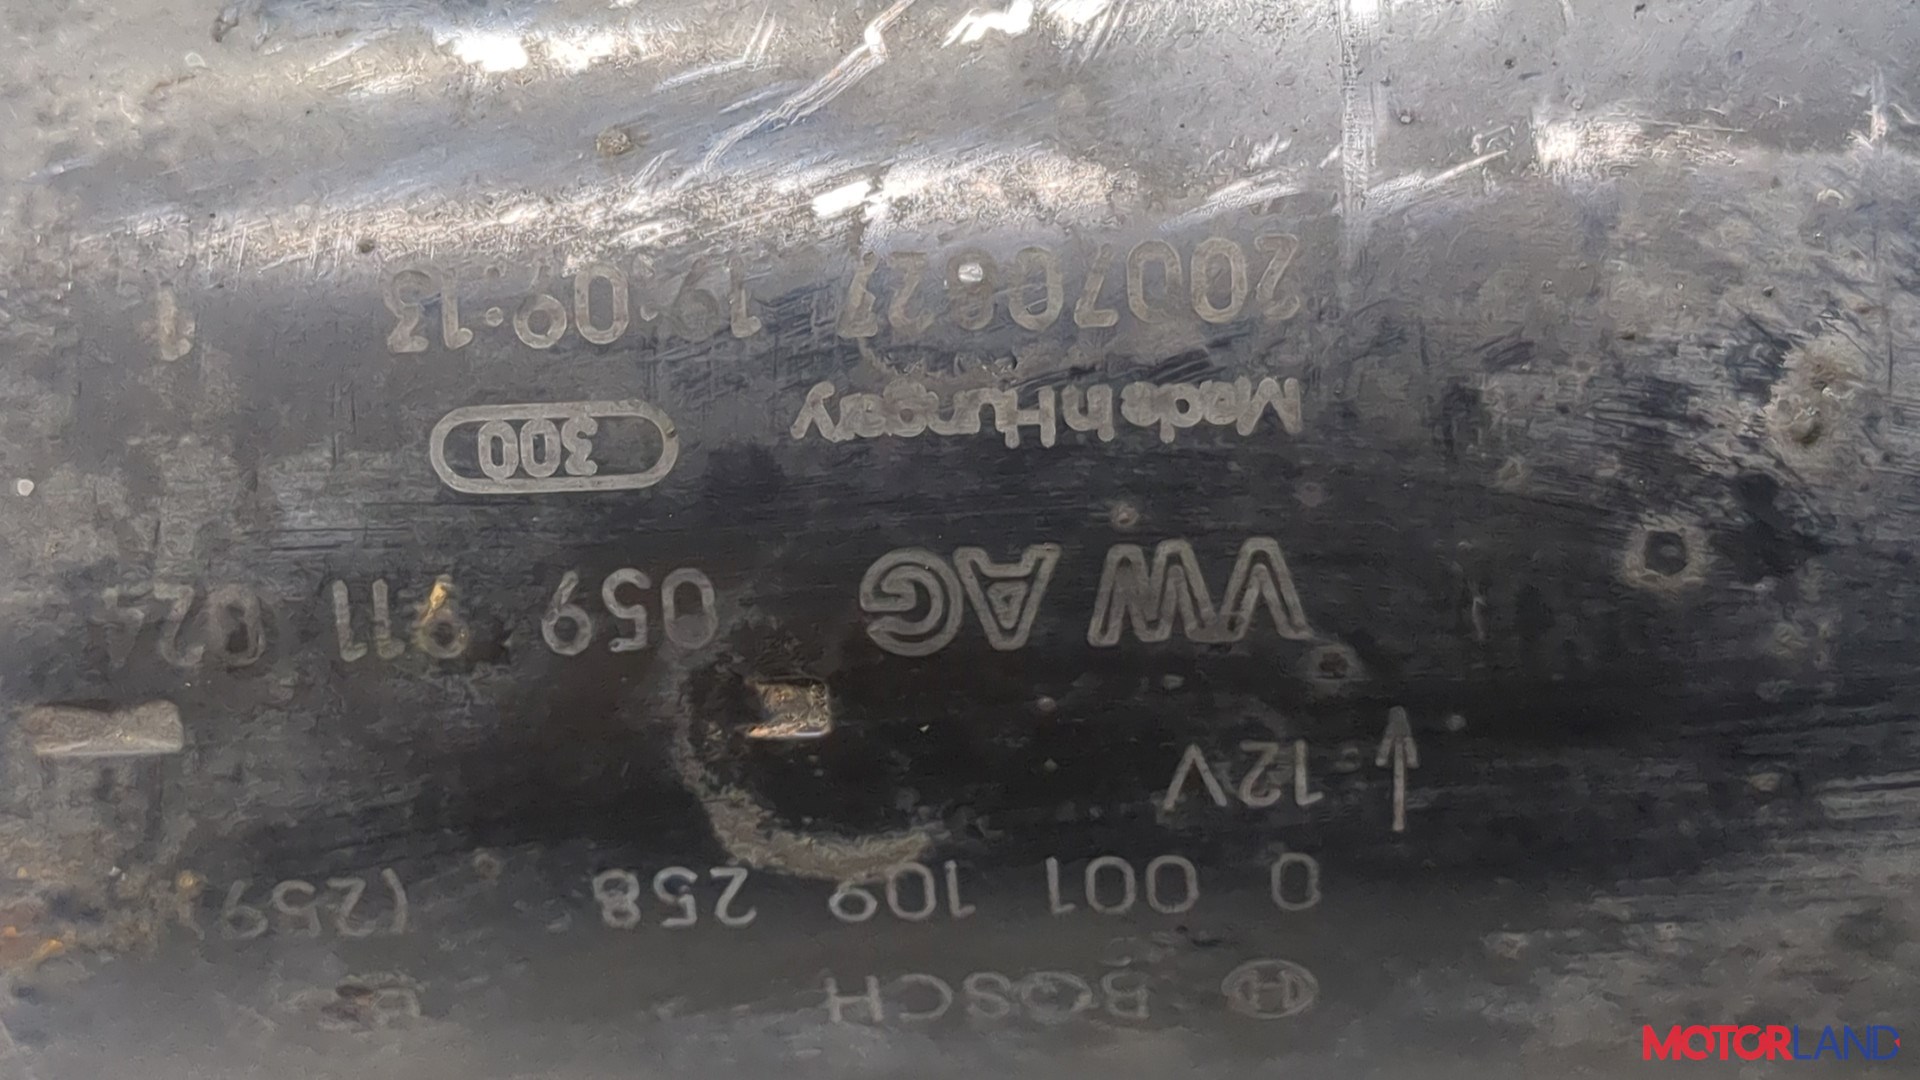 BOSCH
0 001 109 258 (259)
12V
VW AG 059 911 024
Made in Hungary 300
20070627 19:09:13
MOTORLAND